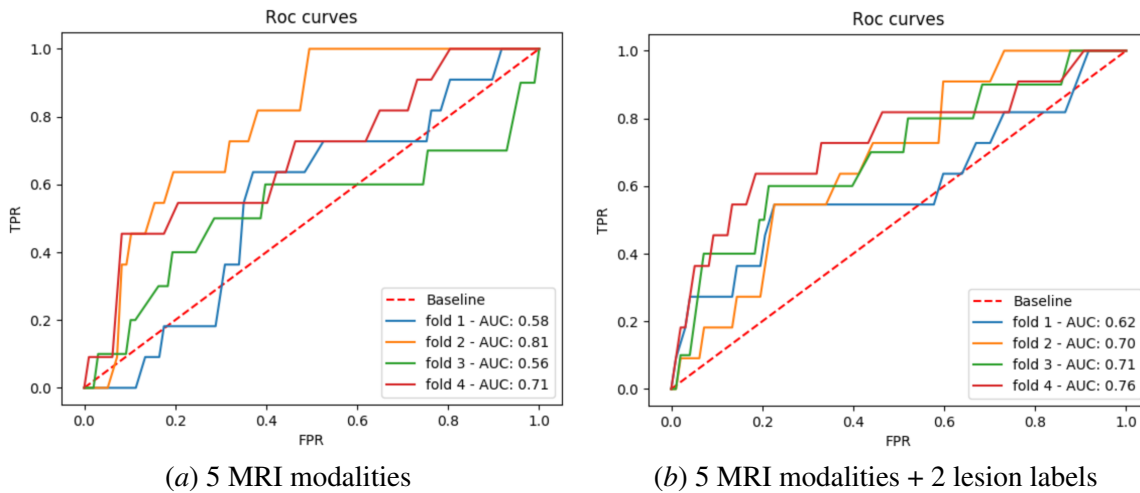 Roc curves
1.0
0.8
0.6
0.4
0.2
0.0
TPR
0.0 0.2 0.4 0.6 0.8 1.0
FPR
Baseline
fold 1 - AUC: 0.58
fold 2 - AUC: 0.81
fold 3 - AUC: 0.56
fold 4 - AUC: 0.71
(a) 5 MRI modalities
Roc curves
1.0
0.8
0.6
0.4
0.2
0.0
TPR
0.0 0.2 0.4 0.6 0.8 1.0
FPR
Baseline
fold 1 - AUC: 0.62
fold 2 - AUC: 0.70
fold 3 - AUC: 0.71
fold 4 - AUC: 0.76
(b) 5 MRI modalities + 2 lesion labels